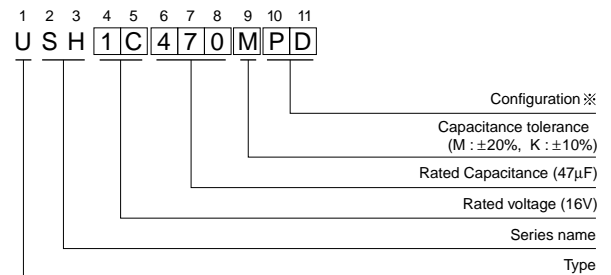 1 2 3 4 5 6 7 8 9 10 11
U S H 1 C 4 7 0 M P D
Configuration ※
Capacitance tolerance
(M : ±20%, K : ±10%)
Rated Capacitance (47µF)
Rated voltage (16V)
Series name
Type